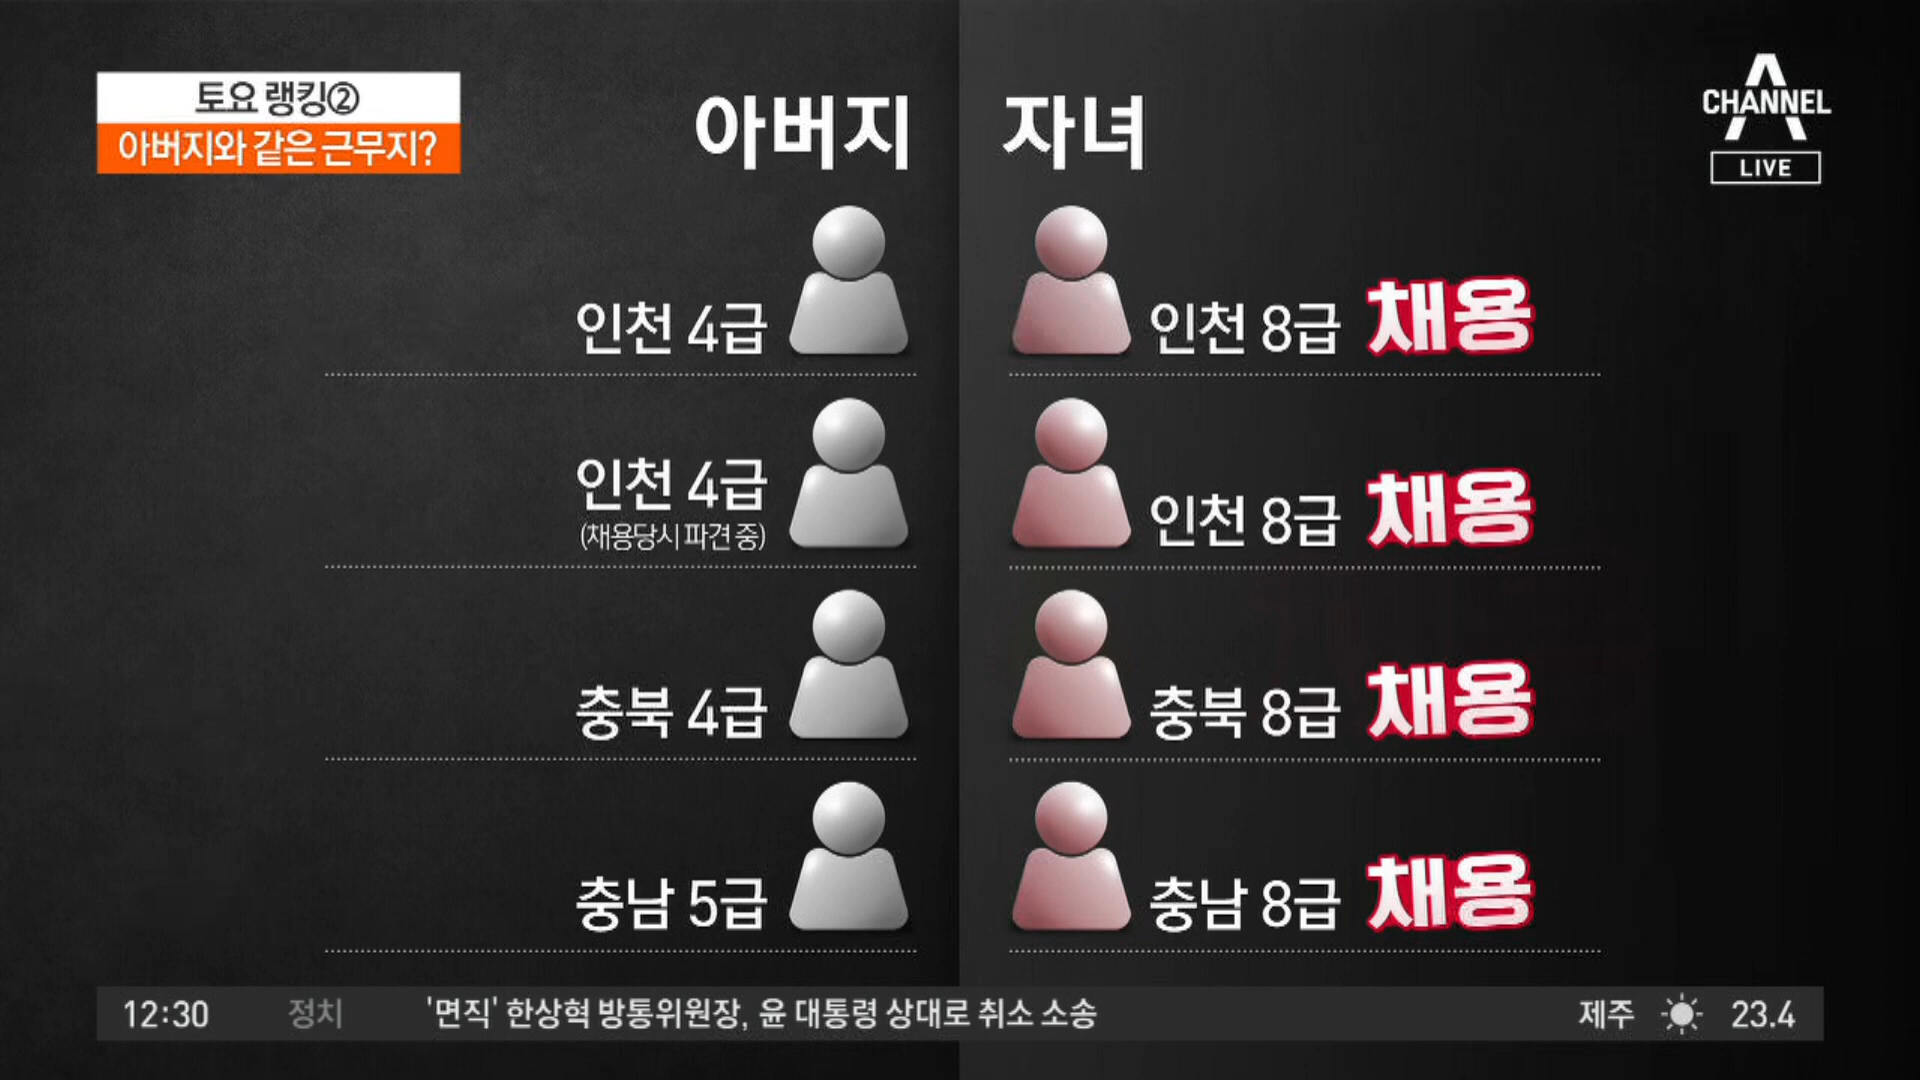 토요 랭킹②
아버지와 같은 근무지?
아버지 자녀
CHANNEL A
LIVE
인천 4급 인천 8급 채용
인천 4급 인천 8급 채용
(채용당시 파견 중)
충북 4급 충북 8급 채용
충남 5급 충남 8급 채용
12:30 정치 '면직' 한상혁 방통위원장, 윤 대통령 상대로 취소 소송 제주 23.4